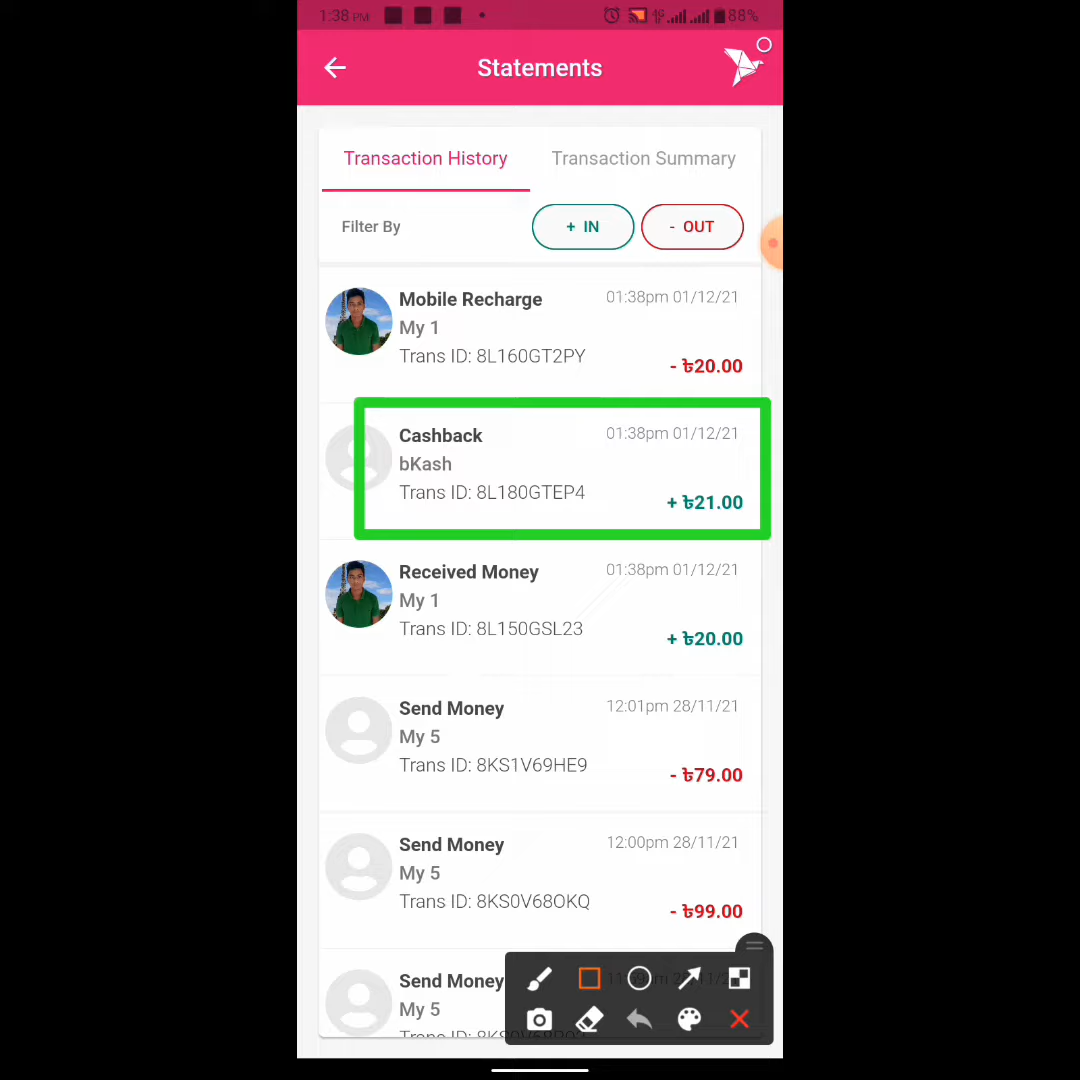 1:38 PM
88%
Statements
Transaction History
Transaction Summary
Filter By
+ IN
- OUT
Mobile Recharge
01:38pm 01/12/21
My 1
Trans ID: 8L160GT2PY
- ৳20.00
Cashback
01:38pm 01/12/21
bKash
Trans ID: 8L180GTEP4
+ ৳21.00
Received Money
01:38pm 01/12/21
My 1
Trans ID: 8L150GSL23
+ ৳20.00
Send Money
12:01pm 28/11/21
My 5
Trans ID: 8KS1V69HE9
- ৳79.00
Send Money
12:00pm 28/11/21
My 5
Trans ID: 8KS0V68OKQ
- ৳99.00
Send Money
My 5
Trans ID: